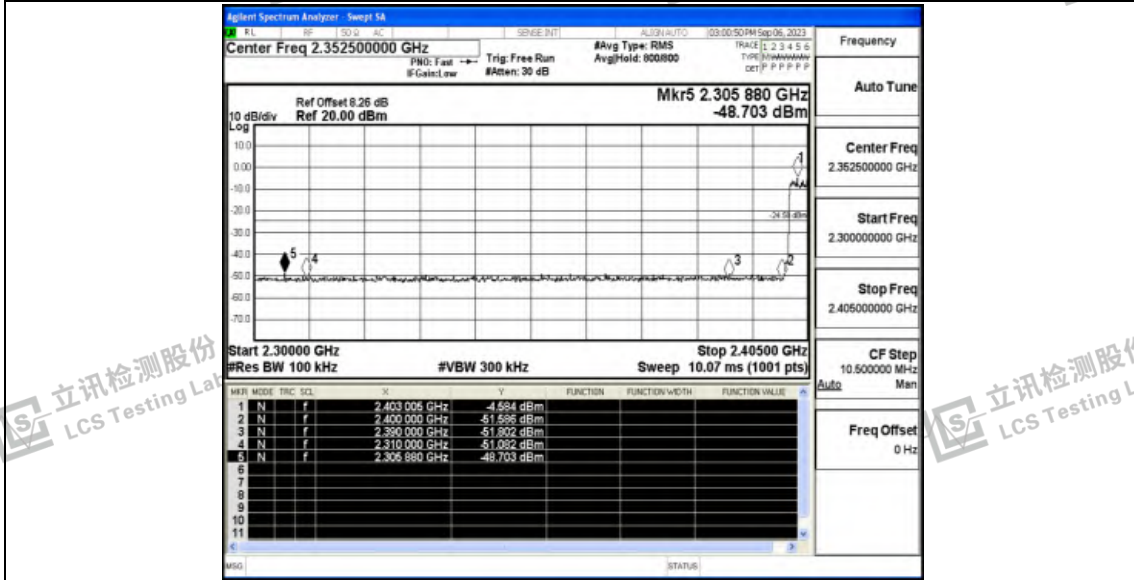 Agilent Spectrum Analyzer - Swept SA
RL RF 50 Ω AC SENSE:INT ALIGN AUTO 03:00:50 PM Sep 06, 2023
Center Freq 2.352500000 GHz
PNO: Fast
IFGain:Low
Trig: Free Run
#Atten: 30 dB
#Avg Type: RMS
Avg|Hold: 800/800
TRACE 1 2 3 4 5 6
TYPE
DET P P P P P P
Frequency
Auto Tune
Center Freq
2.352500000 GHz
Start Freq
2.300000000 GHz
Stop Freq
2.405000000 GHz
CF Step
10.500000 MHz
Auto Man
Freq Offset
0 Hz
Mkr5 2.305 880 GHz
-48.703 dBm
Ref Offset 8.26 dB
Ref 20.00 dBm
10 dB/div
Log
10.0
0.00
-10.0
-20.0
-30.0
-40.0
-50.0
-60.0
-70.0
1
-24.58 dBm
5
4
3
2
Start 2.30000 GHz
Stop 2.40500 GHz
#Res BW 100 kHz
#VBW 300 kHz
Sweep 10.07 ms (1001 pts)
MKR MODE TRC SCL X Y FUNCTION FUNCTION WIDTH FUNCTION VALUE
1 N f 2.403 005 GHz -4.584 dBm
2 N f 2.400 000 GHz -51.586 dBm
3 N f 2.390 000 GHz -51.802 dBm
4 N f 2.310 000 GHz -51.082 dBm
5 N f 2.305 880 GHz -48.703 dBm
6
7
8
9
10
11
MSG
STATUS
立讯检测股份
LCS Testing Lab
立讯检测股份
LCS Testing L